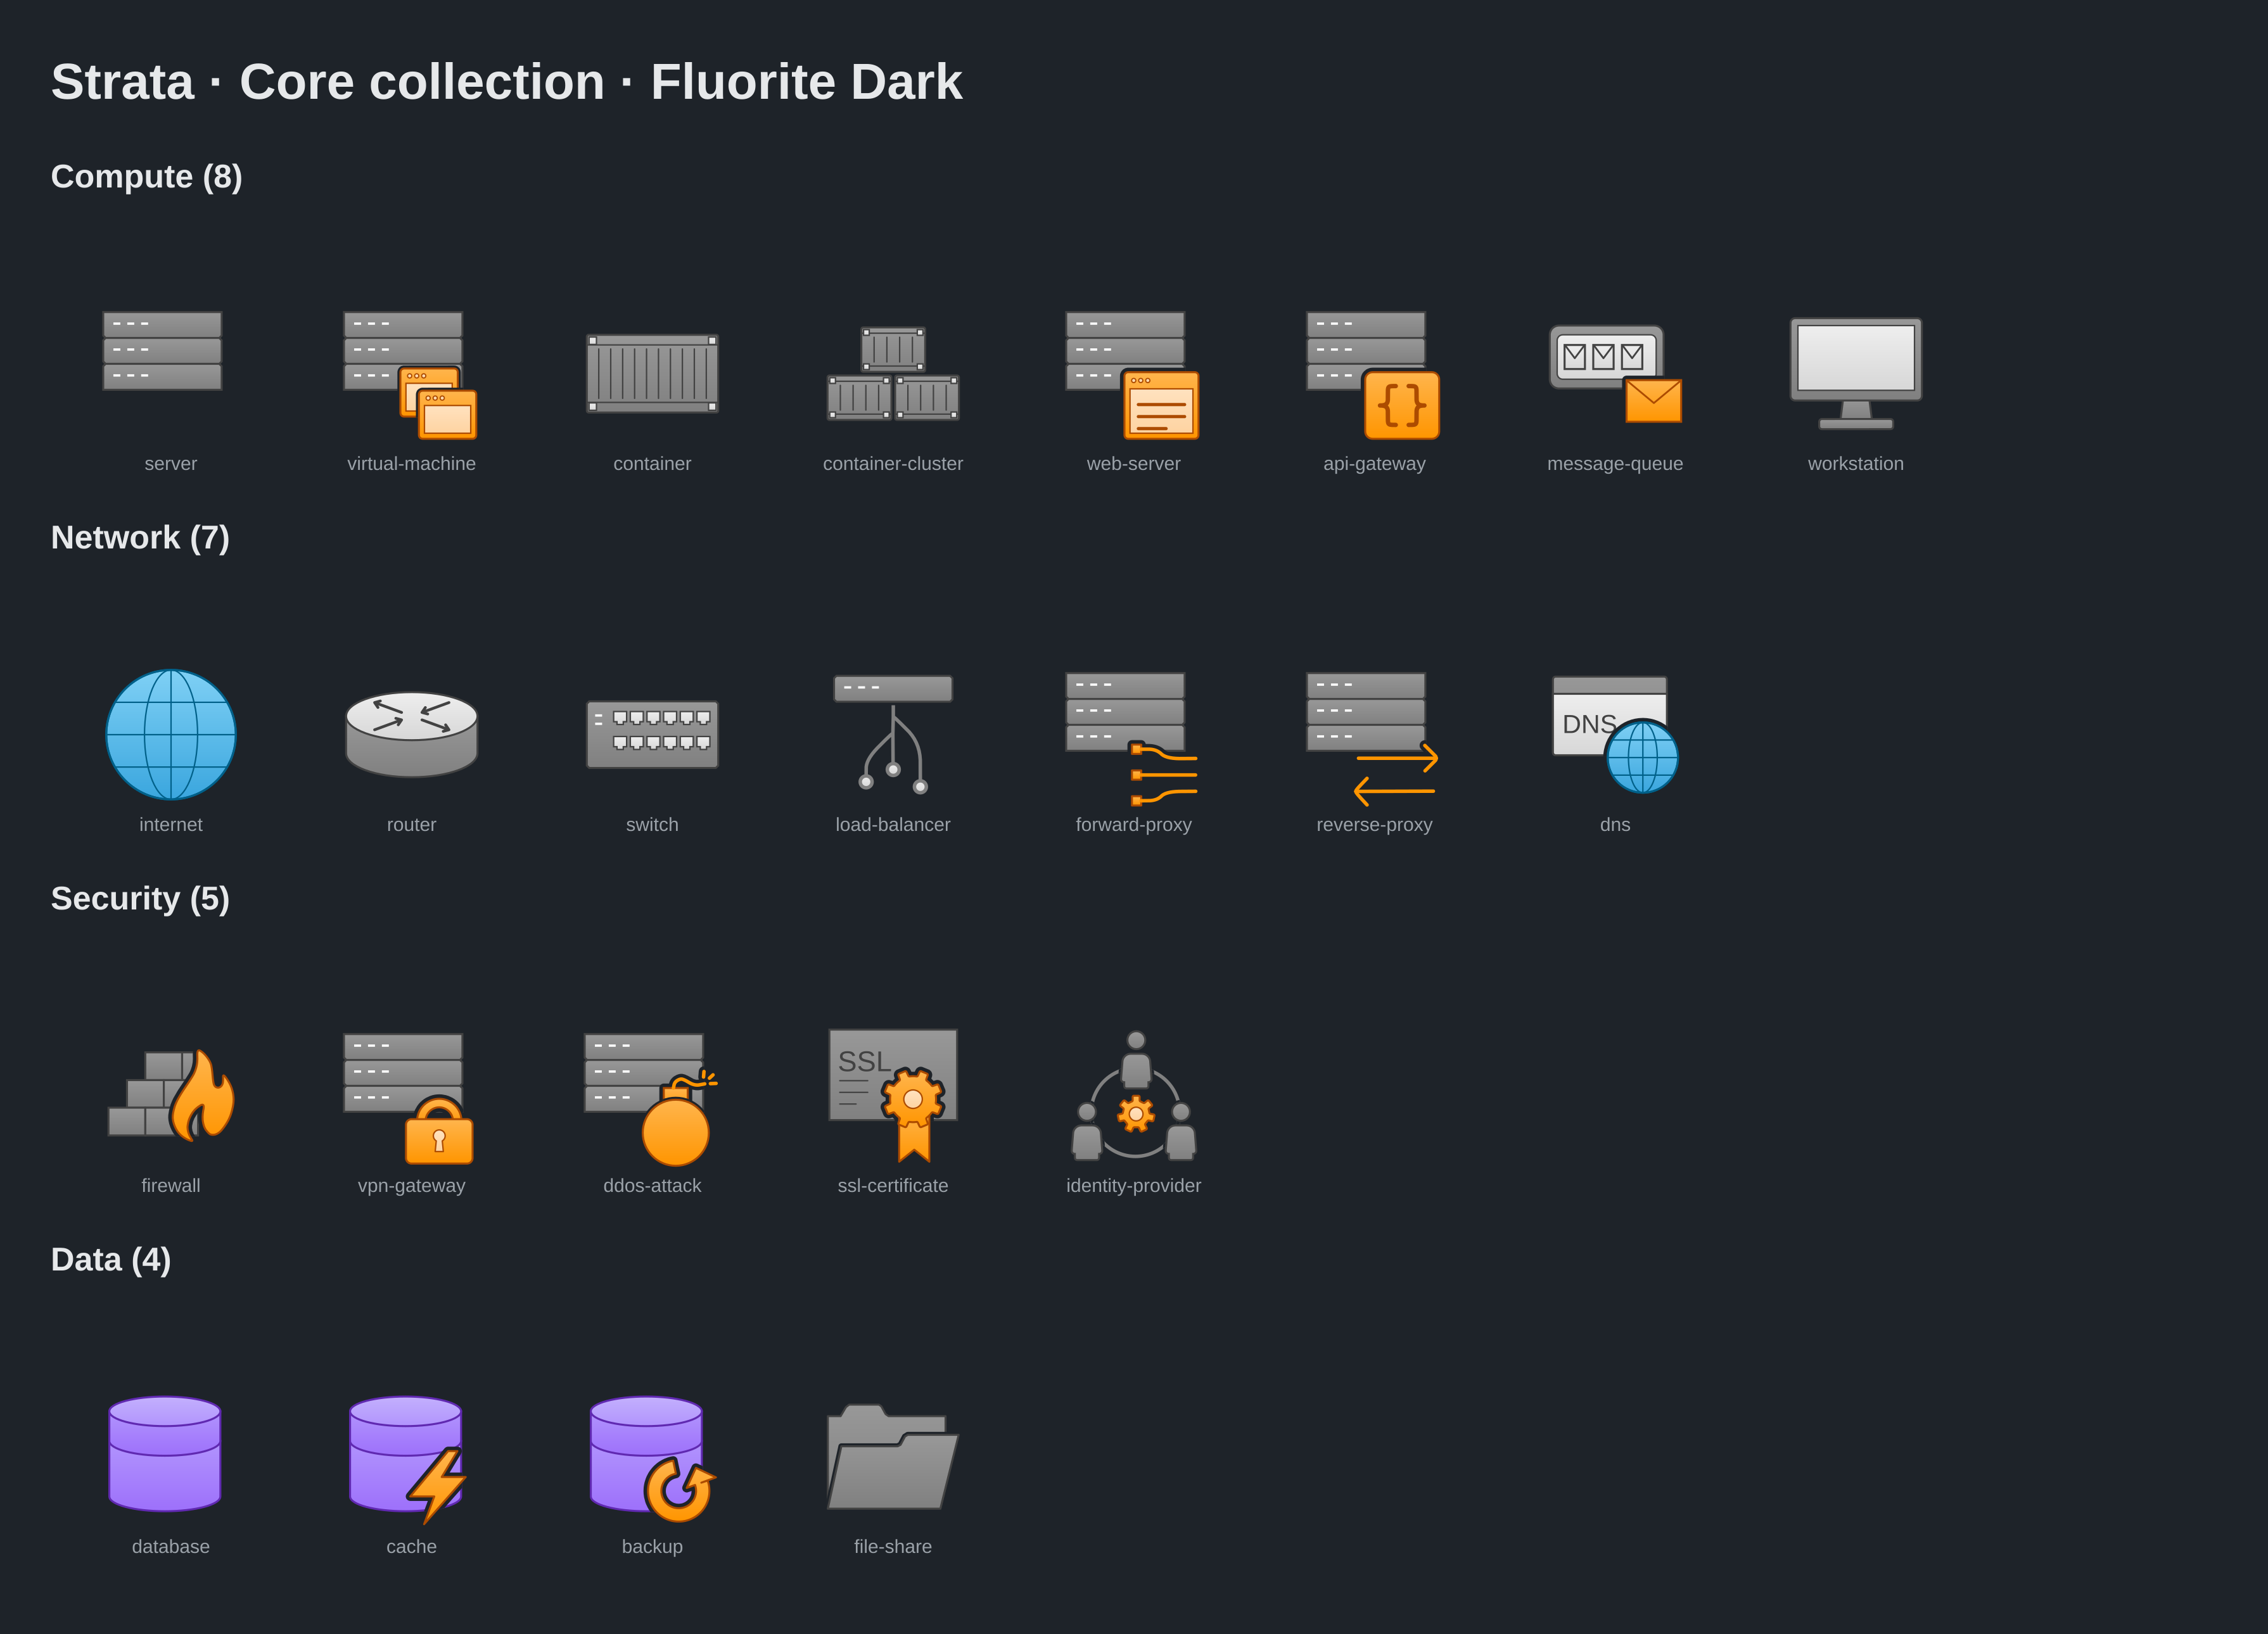 Strata · Core collection · Fluorite Dark
Compute (8)
server
virtual-machine
container
container-cluster
web-server
{}
api-gateway
message-queue
workstation
Network (7)
internet
router
switch
load-balancer
forward-proxy
reverse-proxy
DNS
dns
Security (5)
firewall
vpn-gateway
ddos-attack
SSL
ssl-certificate
identity-provider
Data (4)
database
cache
backup
file-share